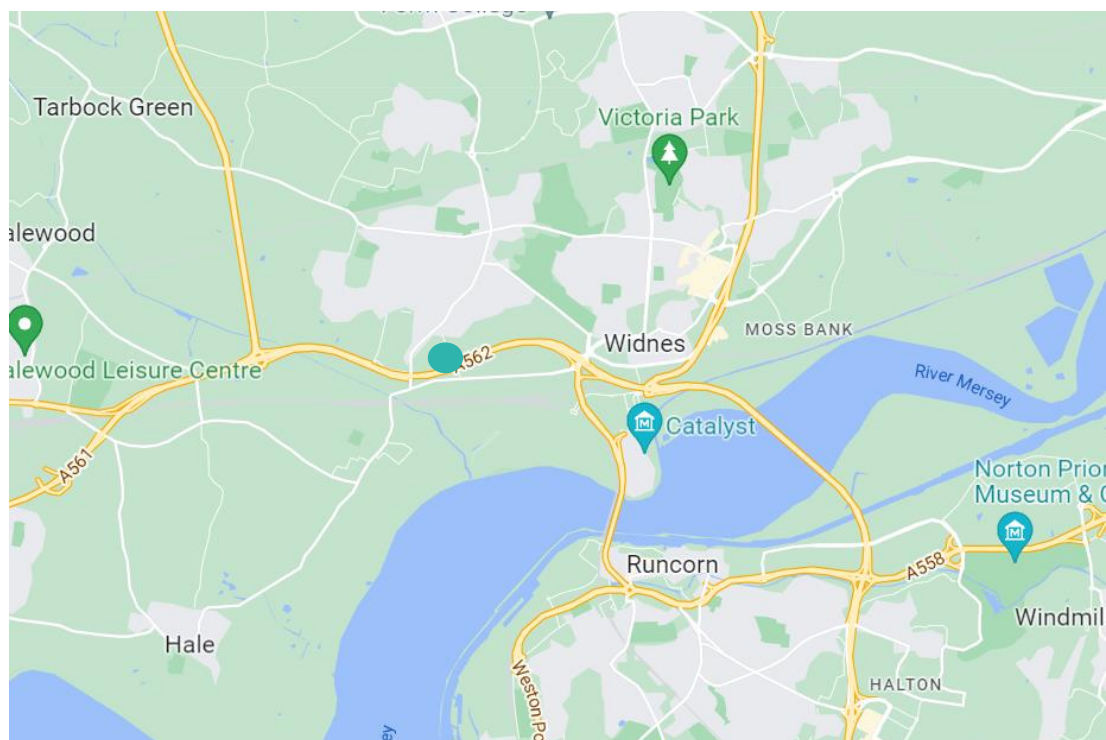 Tarbock Green
Victoria Park
alewood
alewood Leisure Centre
A562
Widnes
MOSS BANK
River Mersey
Catalyst
A561
Norton Prior
Museum & G
Runcorn
A558
Hale
Windmil
Weston Po
HALTON